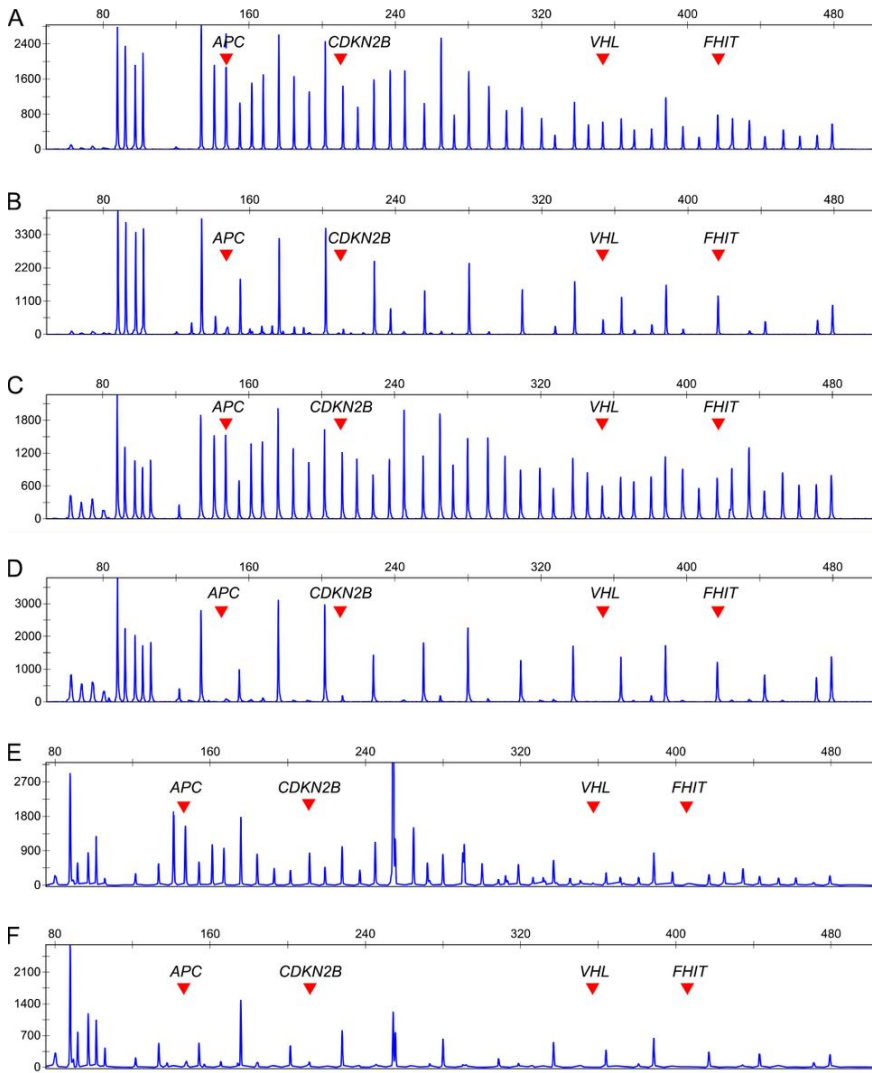 A
80 160 240 320 400 480
2400
1600
800
0
APC CDKN2B VHL FHIT
B
80 160 240 320 400 480
3300
2200
1100
0
APC CDKN2B VHL FHIT
C
80 160 240 320 400 480
1800
1200
600
0
APC CDKN2B VHL FHIT
D
80 160 240 320 400 480
3000
2000
1000
0
APC CDKN2B VHL FHIT
E
80 160 240 320 400 480
2700
1800
900
0
APC CDKN2B VHL FHIT
F
80 160 240 320 400 480
2100
1400
700
0
APC CDKN2B VHL FHIT